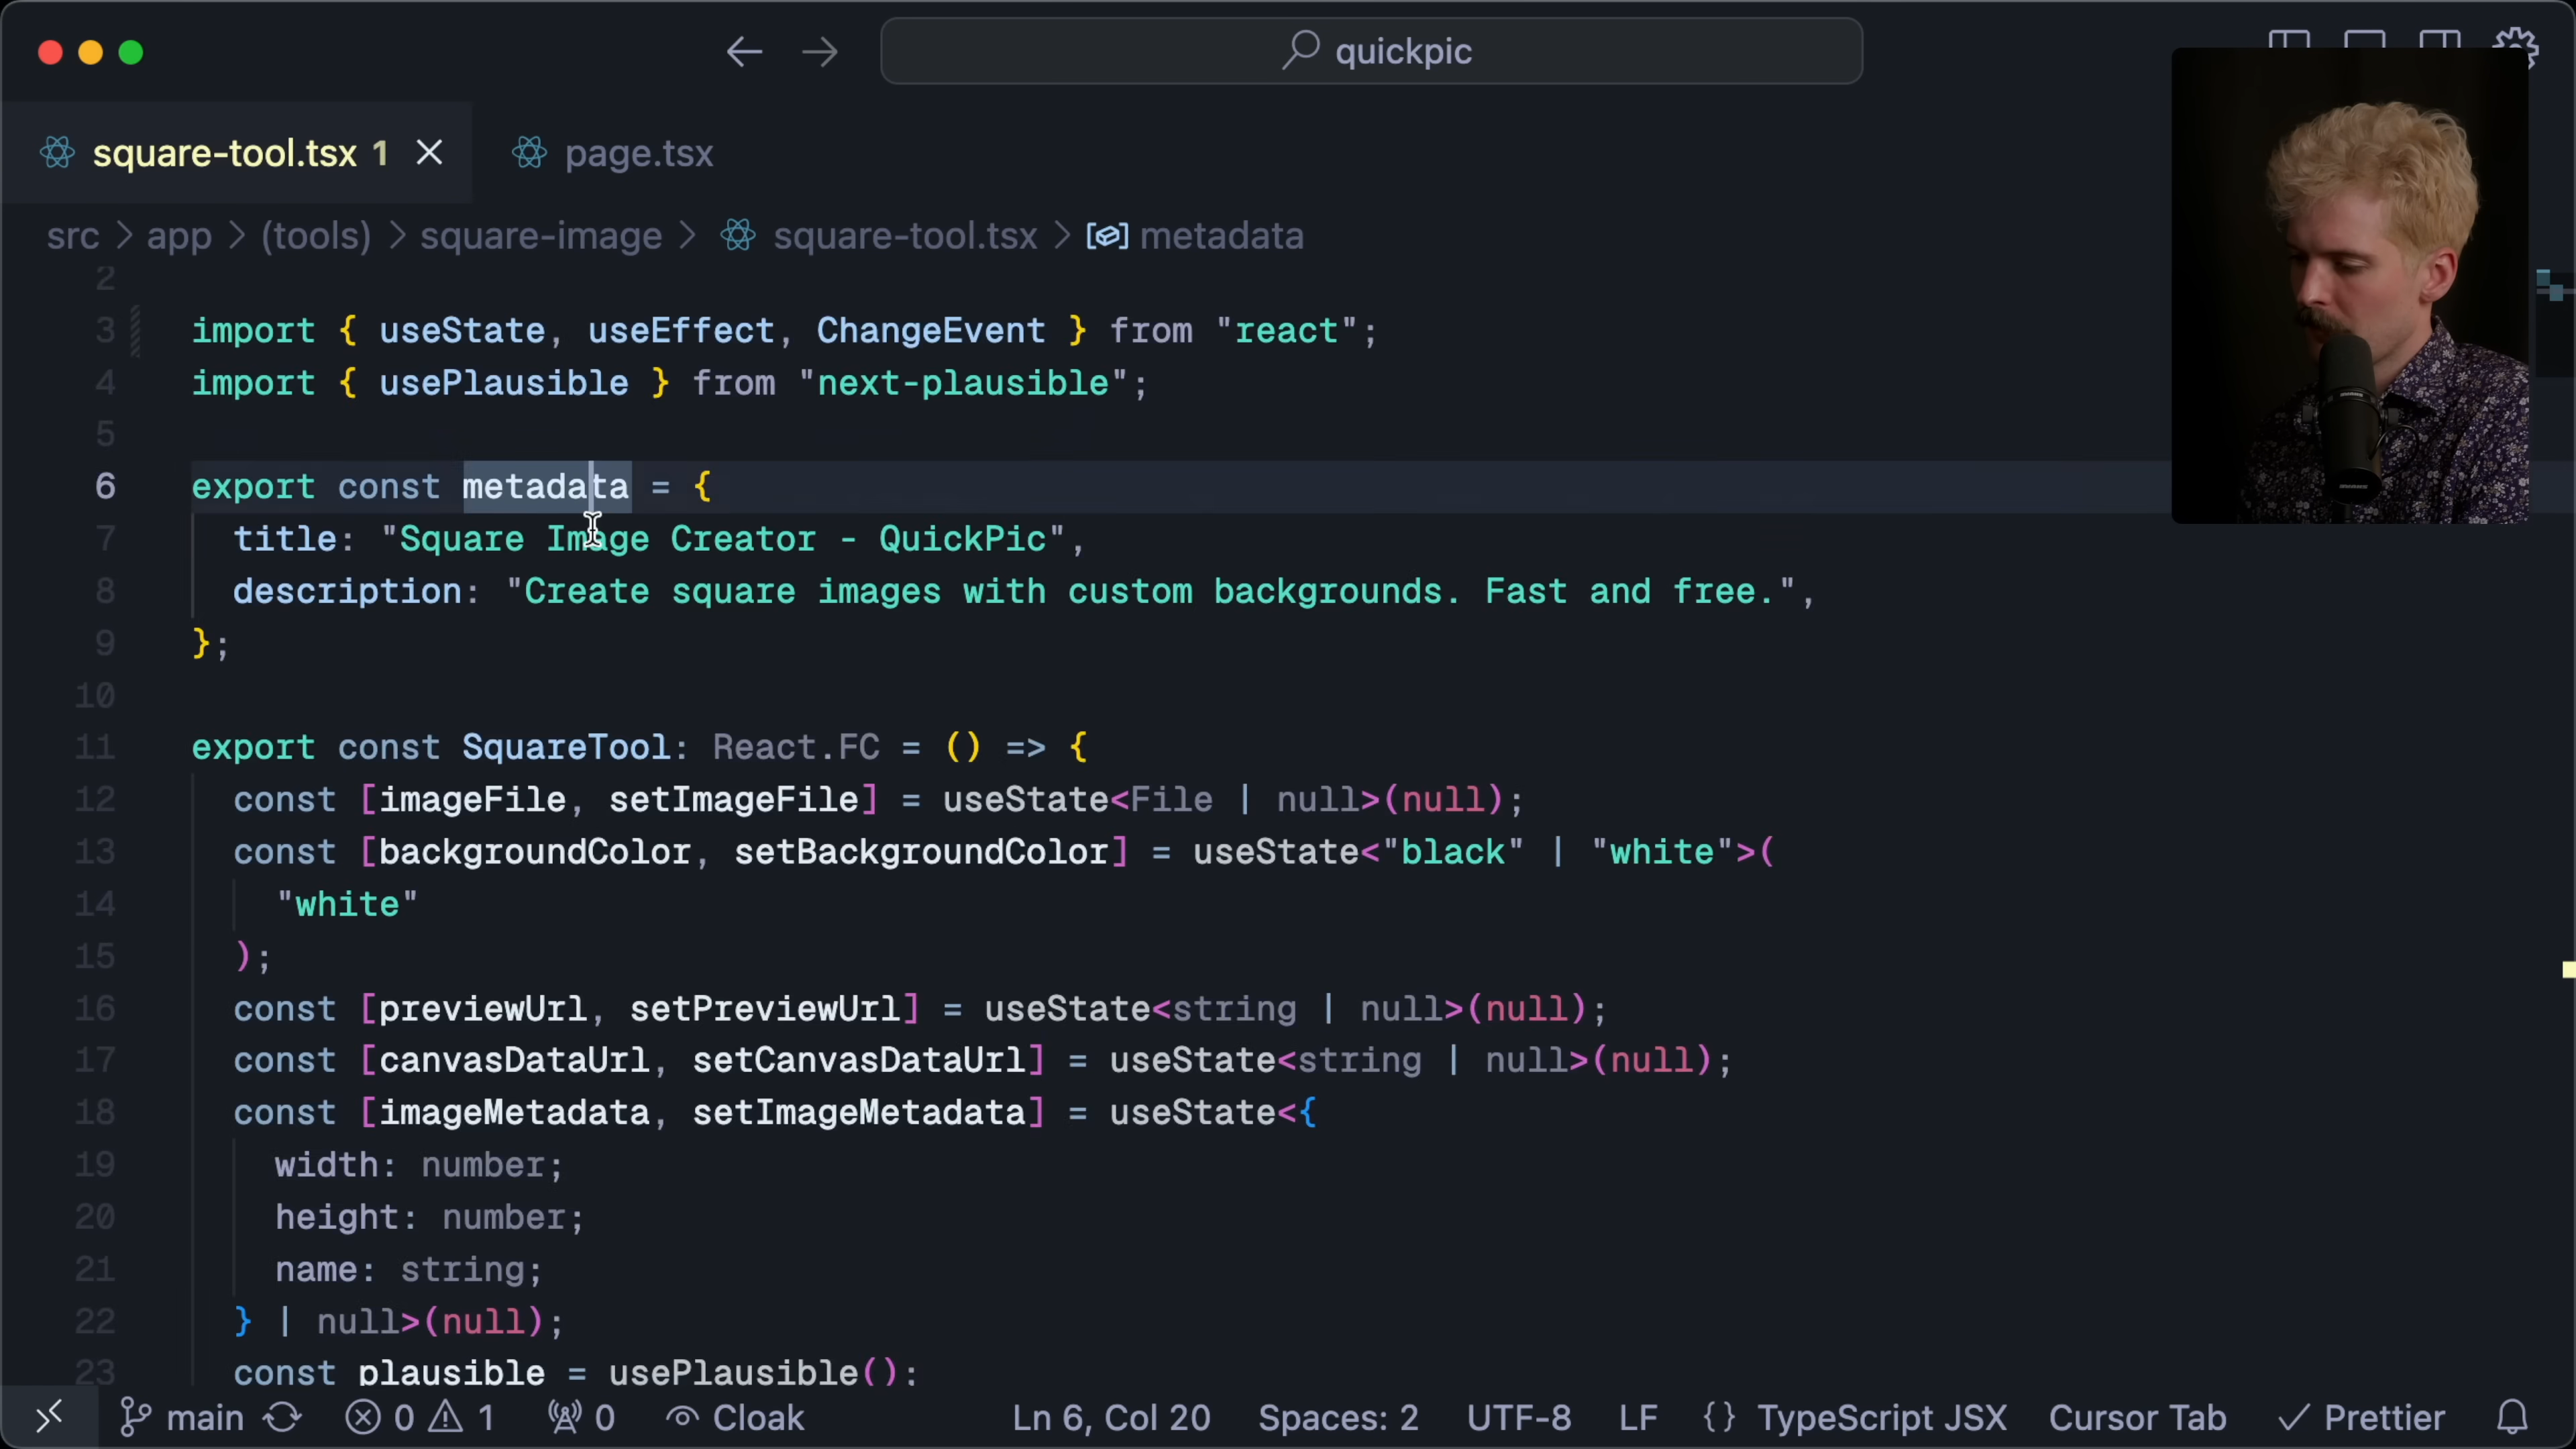 quickpic
square-tool.tsx 1
page.tsx
src > app > (tools) > square-image > square-tool.tsx > metadata
2
3 import { useState, useEffect, ChangeEvent } from "react";
4 import { usePlausible } from "next-plausible";
5
6 export const metadata = {
7 title: "Square Image Creator - QuickPic",
8 description: "Create square images with custom backgrounds. Fast and free.",
9 };
10
11 export const SquareTool: React.FC = () => {
12 const [imageFile, setImageFile] = useState<File | null>(null);
13 const [backgroundColor, setBackgroundColor] = useState<"black" | "white">(
14 "white"
15 );
16 const [previewUrl, setPreviewUrl] = useState<string | null>(null);
17 const [canvasDataUrl, setCanvasDataUrl] = useState<string | null>(null);
18 const [imageMetadata, setImageMetadata] = useState<{
19 width: number;
20 height: number;
21 name: string;
22 } | null>(null);
23 const plausible = usePlausible();
main 0 1 0 Cloak Ln 6, Col 20 Spaces: 2 UTF-8 LF {} TypeScript JSX Cursor Tab Prettier